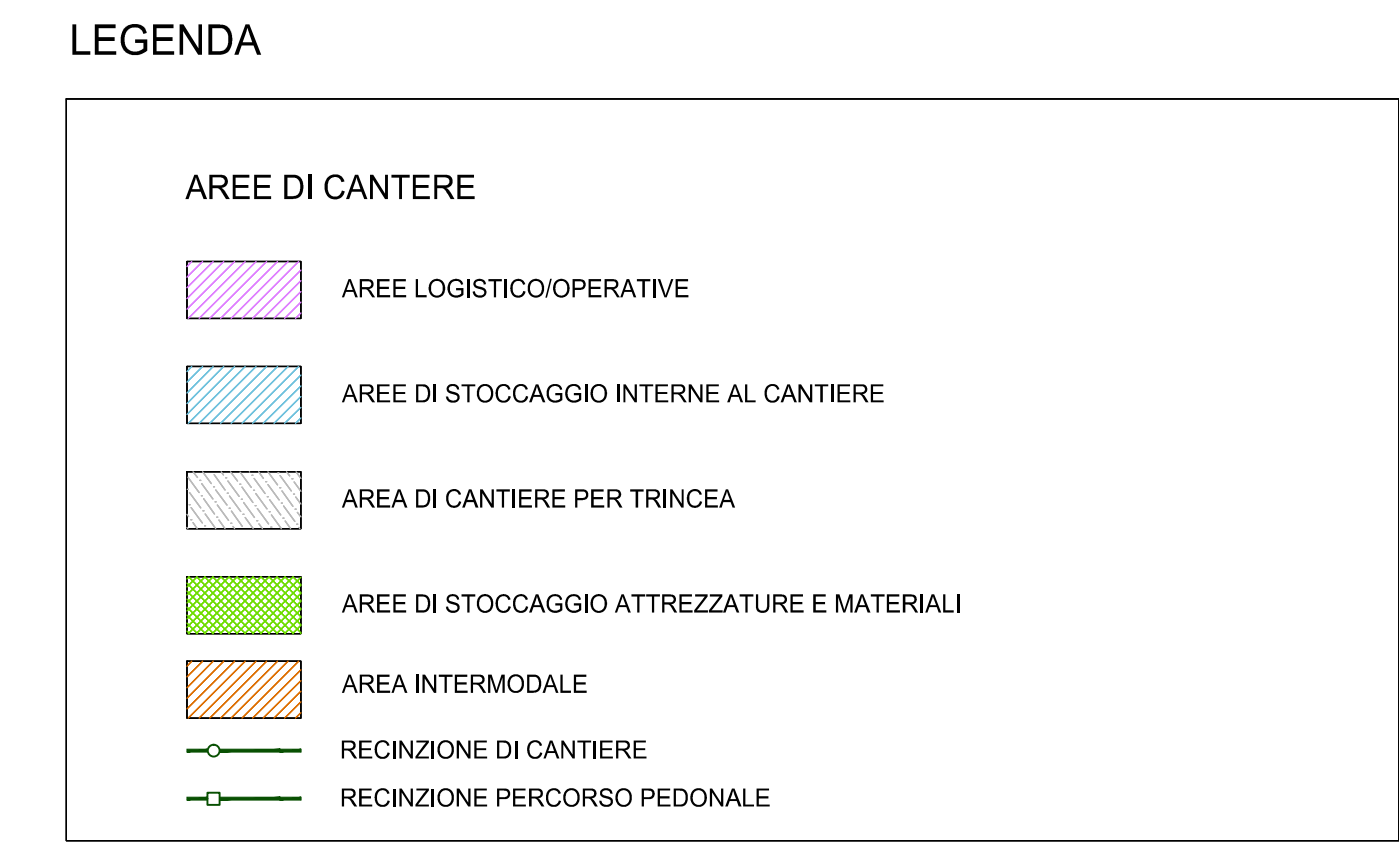 LEGENDA
AREE DI CANTERE
AREE LOGISTICO/OPERATIVE
AREE DI STOCCAGGIO INTERNE AL CANTIERE
AREA DI CANTIERE PER TRINCEA
AREE DI STOCCAGGIO ATTREZZATURE E MATERIALI
AREA INTERMODALE
RECINZIONE DI CANTIERE
RECINZIONE PERCORSO PEDONALE